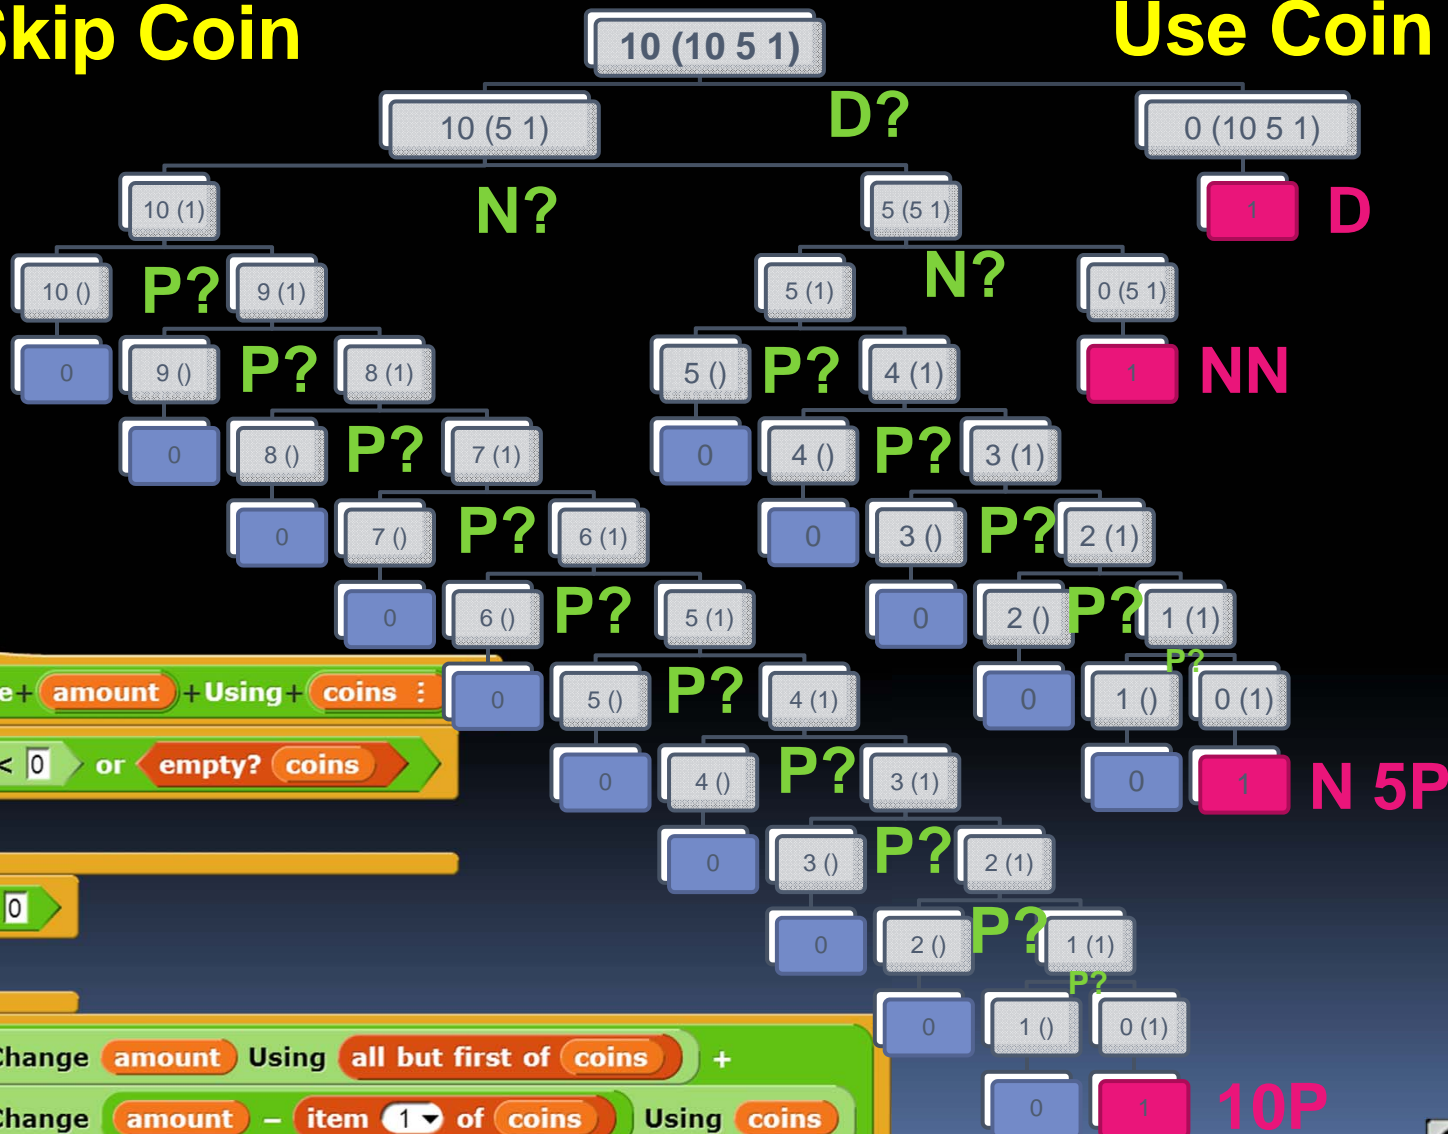 Skip Coin
10 (10 5 1)
Use Coin
10 (5 1)
D?
0 (10 5 1)
10 (1)
N?
5 (5 1)
1
D
10 ()
P?
9 (1)
5 (1)
N?
0 (5 1)
0
9 ()
P?
8 (1)
5 ()
P?
4 (1)
1
NN
0
8 ()
P?
7 (1)
0
4 ()
P?
3 (1)
0
7 ()
P?
6 (1)
0
3 ()
P?
2 (1)
0
6 ()
P?
5 (1)
0
2 ()
P?
1 (1)
P?
e+ amount +Using+ coins
0
5 ()
P?
4 (1)
0
1 ()
0 (1)
< 0 or empty? coins
0
4 ()
P?
3 (1)
0
1
N 5P
0
3 ()
P?
2 (1)
0
0
2 ()
P?
1 (1)
P?
0
1 ()
0 (1)
Change amount Using all but first of coins +
0
1
10P
Change amount – item 1 of coins Using coins